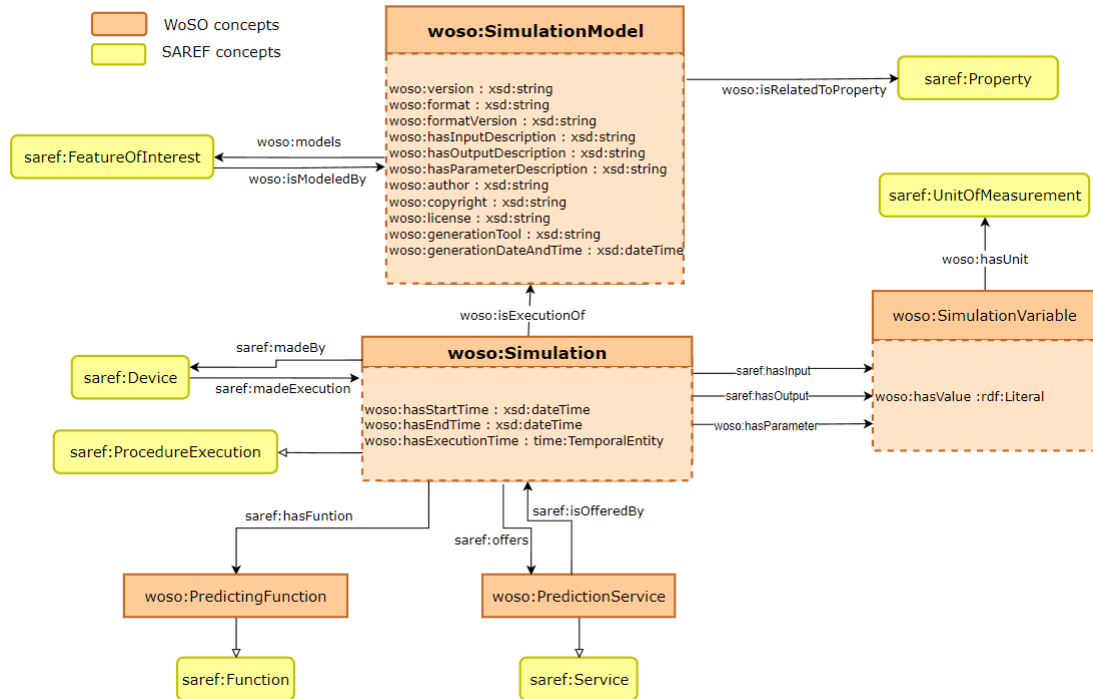 WoSO concepts
SAREF concepts
woso:SimulationModel
woso:version : xsd:string
woso:format : xsd:string
woso:formatVersion : xsd:string
woso:hasInputDescription : xsd:string
woso:hasOutputDescription : xsd:string
woso:hasParameterDescription : xsd:string
woso:author : xsd:string
woso:copyright : xsd:string
woso:license : xsd:string
woso:generationTool : xsd:string
woso:generationDateAndTime : xsd:dateTime
woso:isRelatedToProperty
saref:Property
woso:models
saref:FeatureOfInterest
woso:isModeledBy
saref:UnitOfMeasurement
woso:hasUnit
woso:SimulationVariable
woso:hasValue :rdf:Literal
woso:isExecutionOf
woso:Simulation
woso:hasStartTime : xsd:dateTime
woso:hasEndTime : xsd:dateTime
woso:hasExecutionTime : time:TemporalEntity
saref:madeBy
saref:Device
saref:madeExecution
saref:ProcedureExecution
saref:hasInput
saref:hasOutput
woso:hasParameter
saref:hasFuntion
saref:offers
saref:isOfferedBy
woso:PredictingFunction
woso:PredictionService
saref:Function
saref:Service